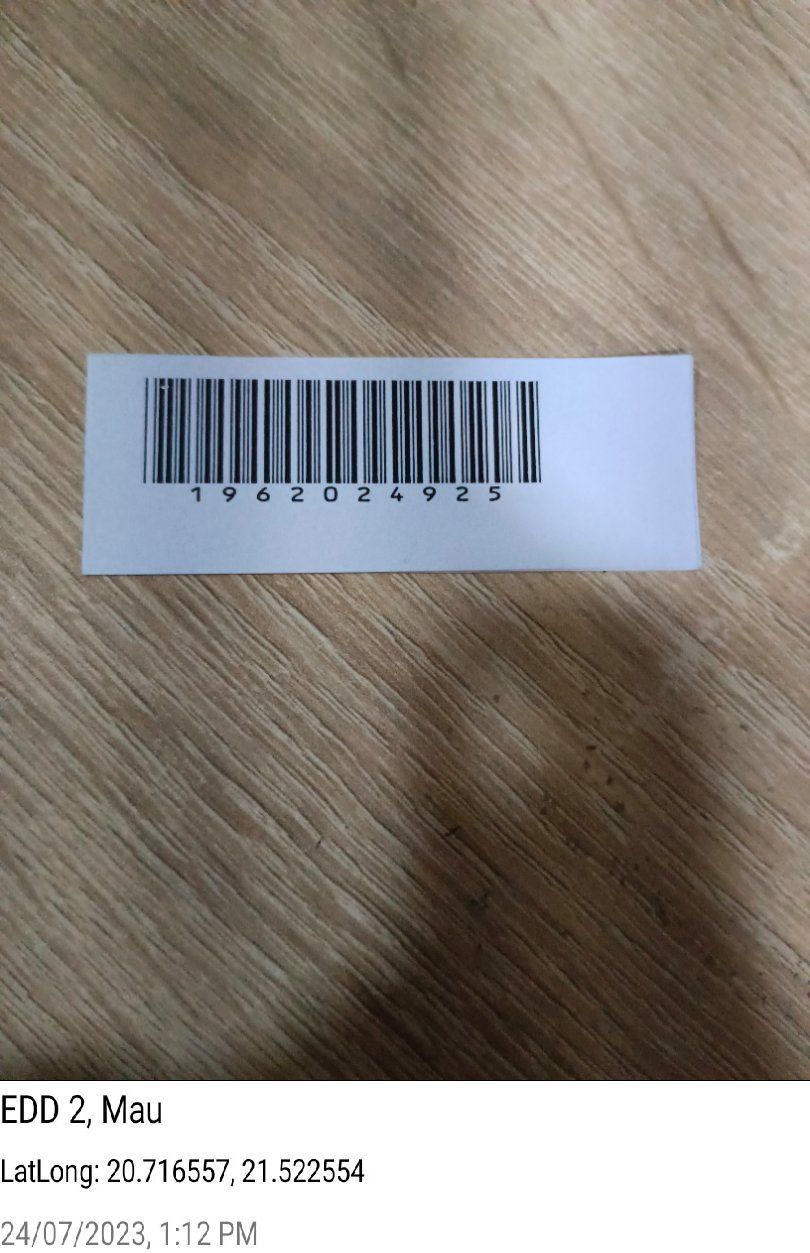 1962024925
EDD 2, Mau
LatLong: 20.716557, 21.522554
24/07/2023, 1:12 PM